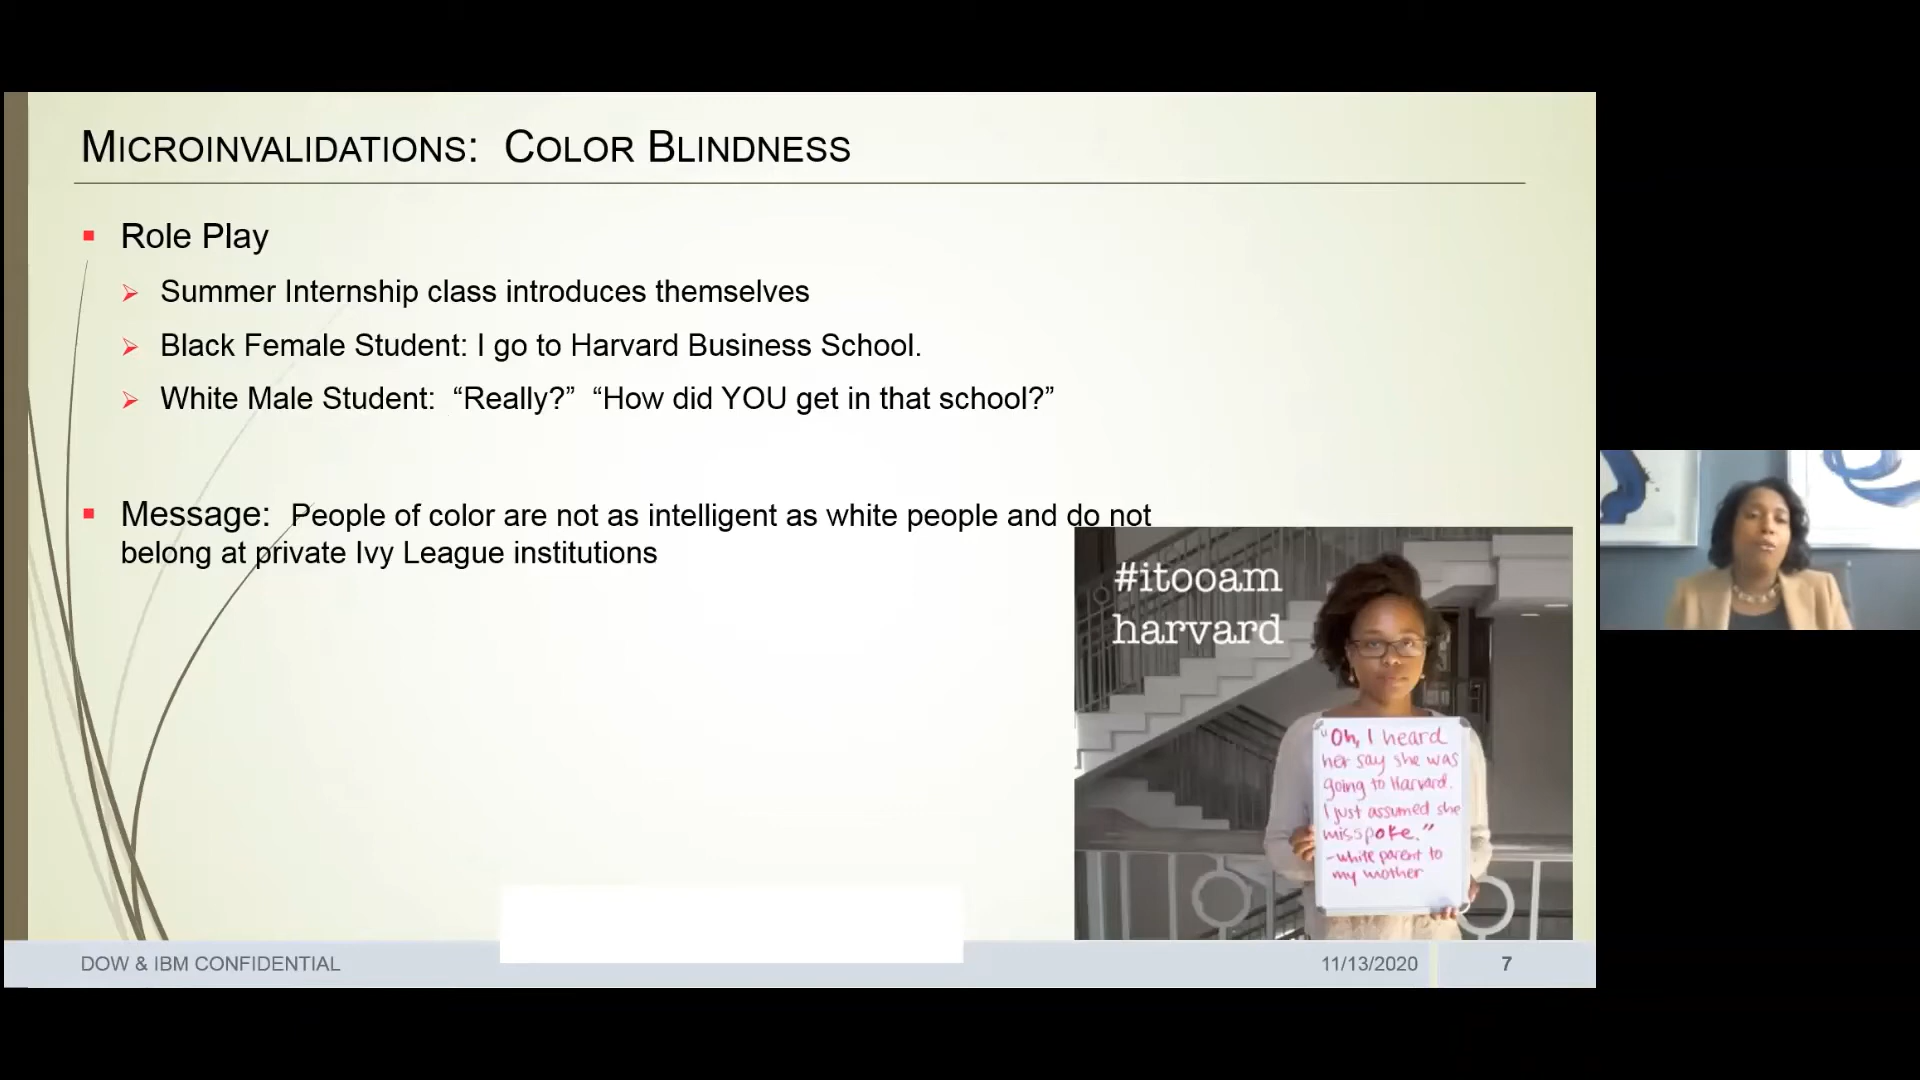 MICROINVALIDATIONS: COLOR BLINDNESS
Role Play
Summer Internship class introduces themselves
Black Female Student: I go to Harvard Business School.
White Male Student: “Really?” “How did YOU get in that school?”
Message: People of color are not as intelligent as white people and do not
belong at private Ivy League institutions
#itooam
harvard
"Oh, I heard
her say she was
going to Harvard.
I just assumed she
misspoke."
-white parent to
my mother
DOW & IBM CONFIDENTIAL
11/13/2020
7